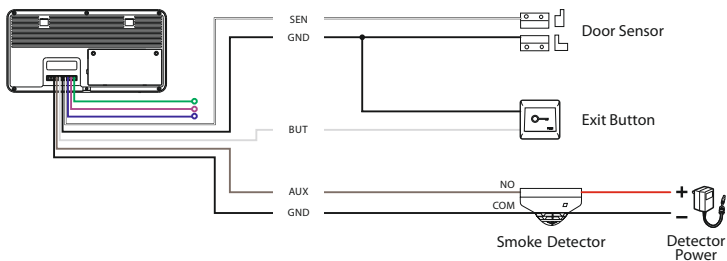 SEN
GND
Door Sensor
Exit Button
BUT
AUX
NO
COM
GND
+
−
Smoke Detector
Detector
Power